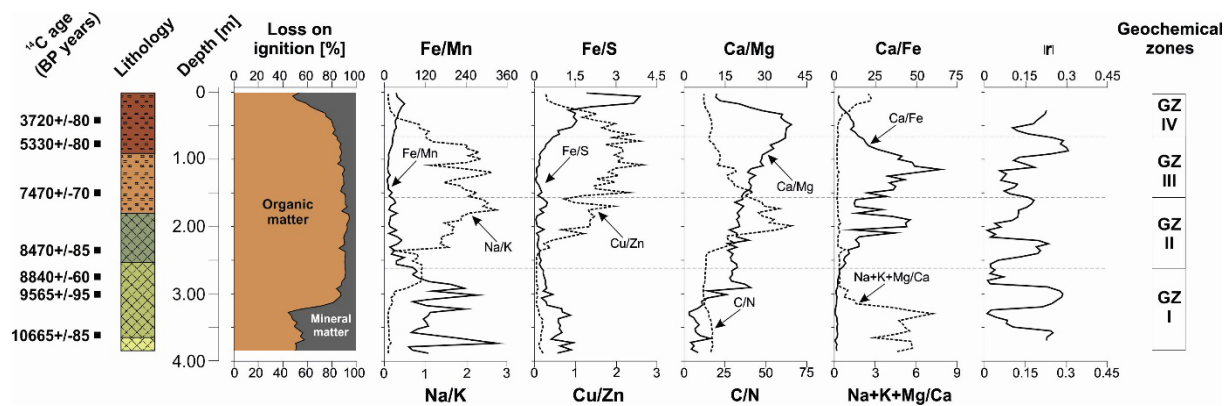 ¹⁴C age
(BP years)
Lithology
Depth [m]
Loss on
ignition [%]
Fe/Mn
Fe/S
Ca/Mg
Ca/Fe
|r|
Geochemical
zones
0 20 40 60 80 100
0 120 240 360
0 1.5 3 4.5
0 15 30 45
0 25 50 75
0 0.15 0.3 0.45
0
1.00
2.00
3.00
4.00
3720+/-80
5330+/-80
7470+/-70
8470+/-85
8840+/-60
9565+/-95
10665+/-85
Organic
matter
Mineral
matter
Fe/Mn
Na/K
Fe/S
Cu/Zn
Ca/Mg
C/N
Ca/Fe
Na+K+Mg/Ca
GZ
IV
GZ
III
GZ
II
GZ
I
0 20 40 60 80 100
0 1 2 3
0 1 2 3
0 25 50 75
0 3 6 9
0 0.15 0.3 0.45
Na/K
Cu/Zn
C/N
Na+K+Mg/Ca